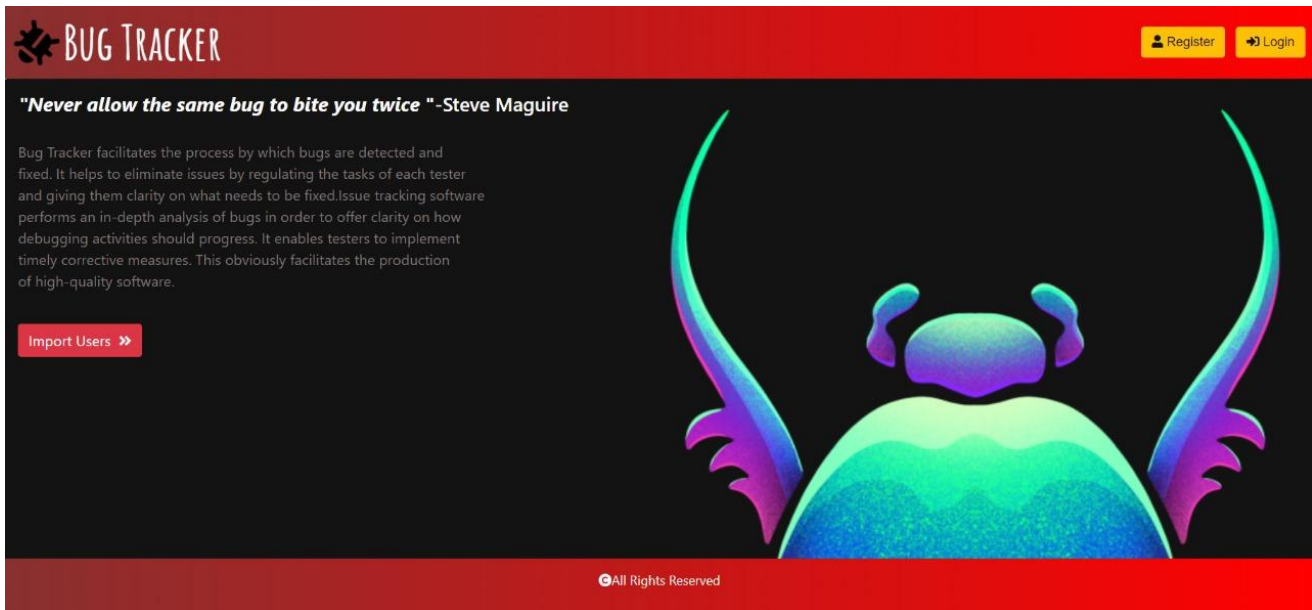 BUG TRACKER
Register
Login
"Never allow the same bug to bite you twice "-Steve Maguire
Bug Tracker facilitates the process by which bugs are detected and
fixed. It helps to eliminate issues by regulating the tasks of each tester
and giving them clarity on what needs to be fixed.Issue tracking software
performs an in-depth analysis of bugs in order to offer clarity on how
debugging activities should progress. It enables testers to implement
timely corrective measures. This obviously facilitates the production
of high-quality software.
Import Users »
©All Rights Reserved